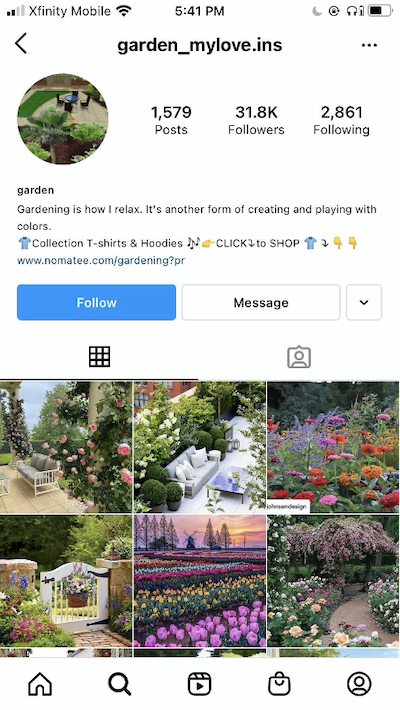 Xfinity Mobile
5:41 PM
garden_mylove.ins
1,579
31.8K
2,861
Posts
Followers
Following
garden
Gardening is how I relax. It's another form of creating and playing with
colors.
👕Collection T-shirts & Hoodies 🎶👉CLICK⤵to SHOP 👕⤵👇👇
www.nomatee.com/gardening?pr
Follow
Message
johnsendesign